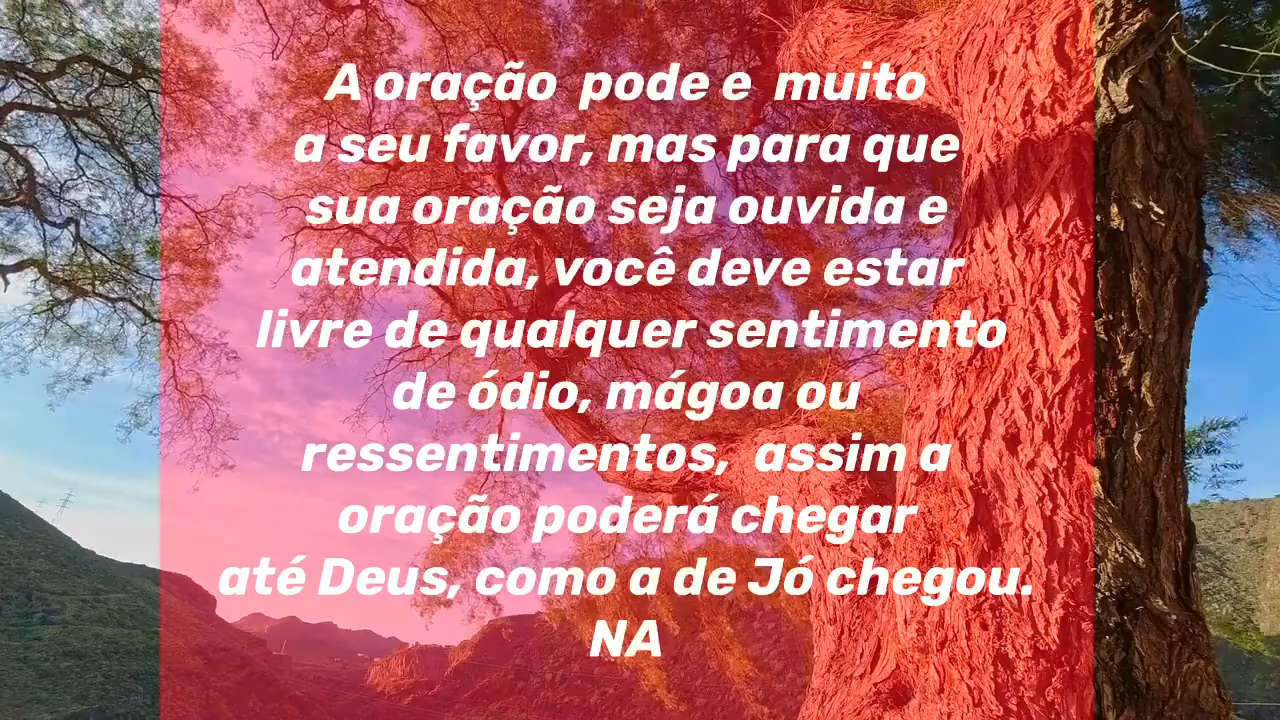 A oração pode e muito
a seu favor, mas para que
sua oração seja ouvida e
atendida, você deve estar
livre de qualquer sentimento
de ódio, mágoa ou
ressentimentos, assim a
oração poderá chegar
até Deus, como a de Jó chegou.
NA